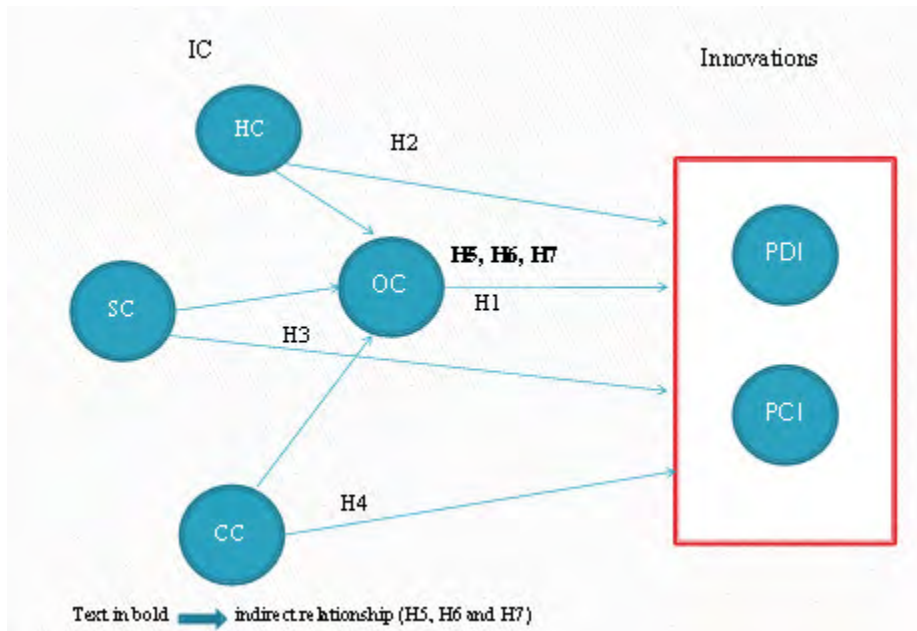 IC
Innovations
HC
H2
H5, H6, H7
PDI
OC
SC
H1
H3
PCI
H4
CC
Text in bold indirect relationship (H5, H6 and H7)